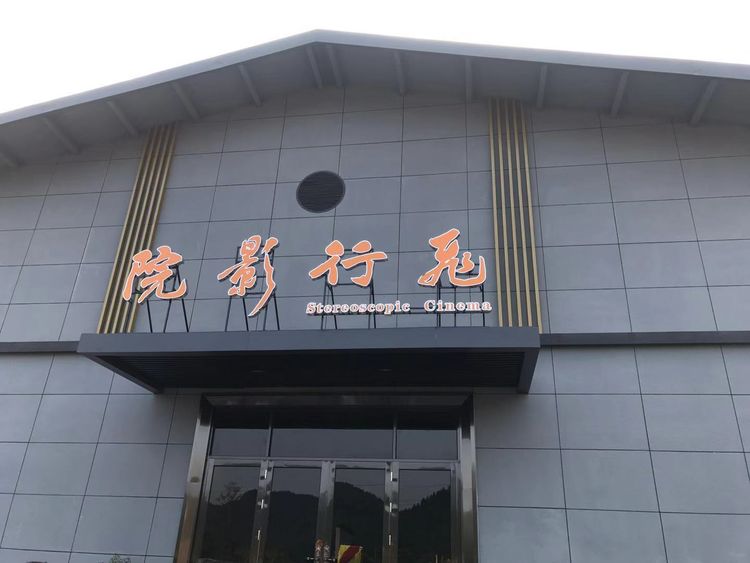 飛行影院
Stereoscopic Cinema